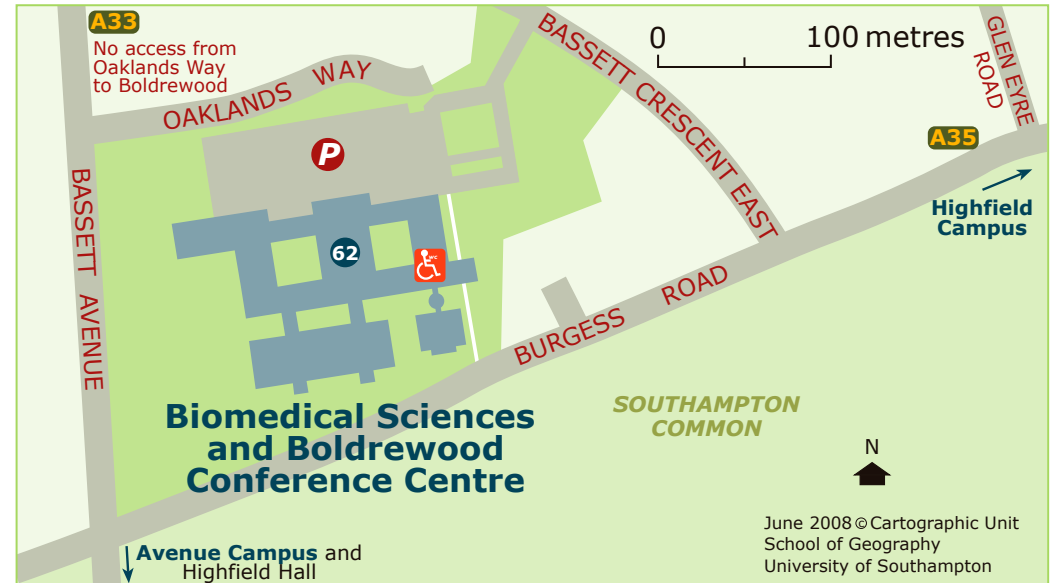 A33
No access from
Oaklands Way
to Boldrewood
OAKLANDS WAY
BASSETT CRESCENT EAST
0 100 metres
GLEN EYRE
ROAD
A35
Highfield
Campus
P
62
WC
BASSETT AVENUE
BURGESS ROAD
Biomedical Sciences
and Boldrewood
Conference Centre
SOUTHAMPTON
COMMON
N
Avenue Campus and
Highfield Hall
June 2008 © Cartographic Unit
School of Geography
University of Southampton